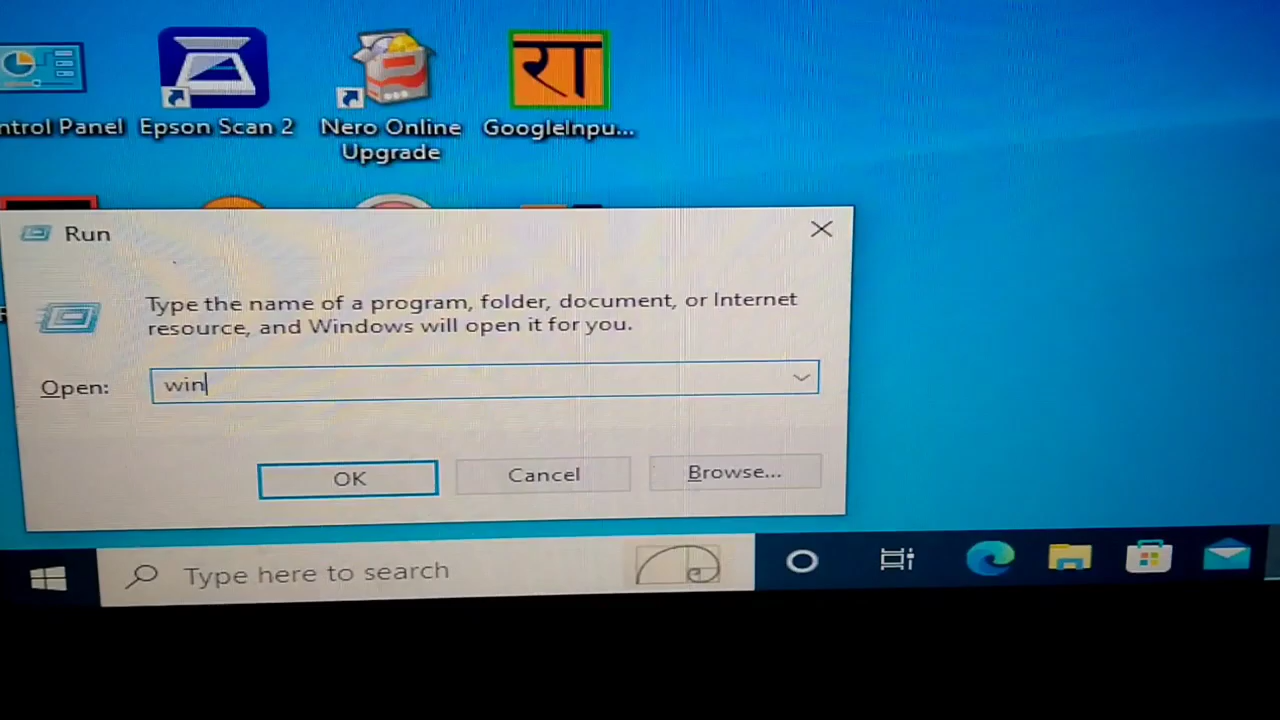 ntrol Panel
Epson Scan 2
Nero Online
Upgrade
रा
GoogleInpu...
Run
Type the name of a program, folder, document, or Internet
resource, and Windows will open it for you.
Open:
win
OK
Cancel
Browse...
Type here to search